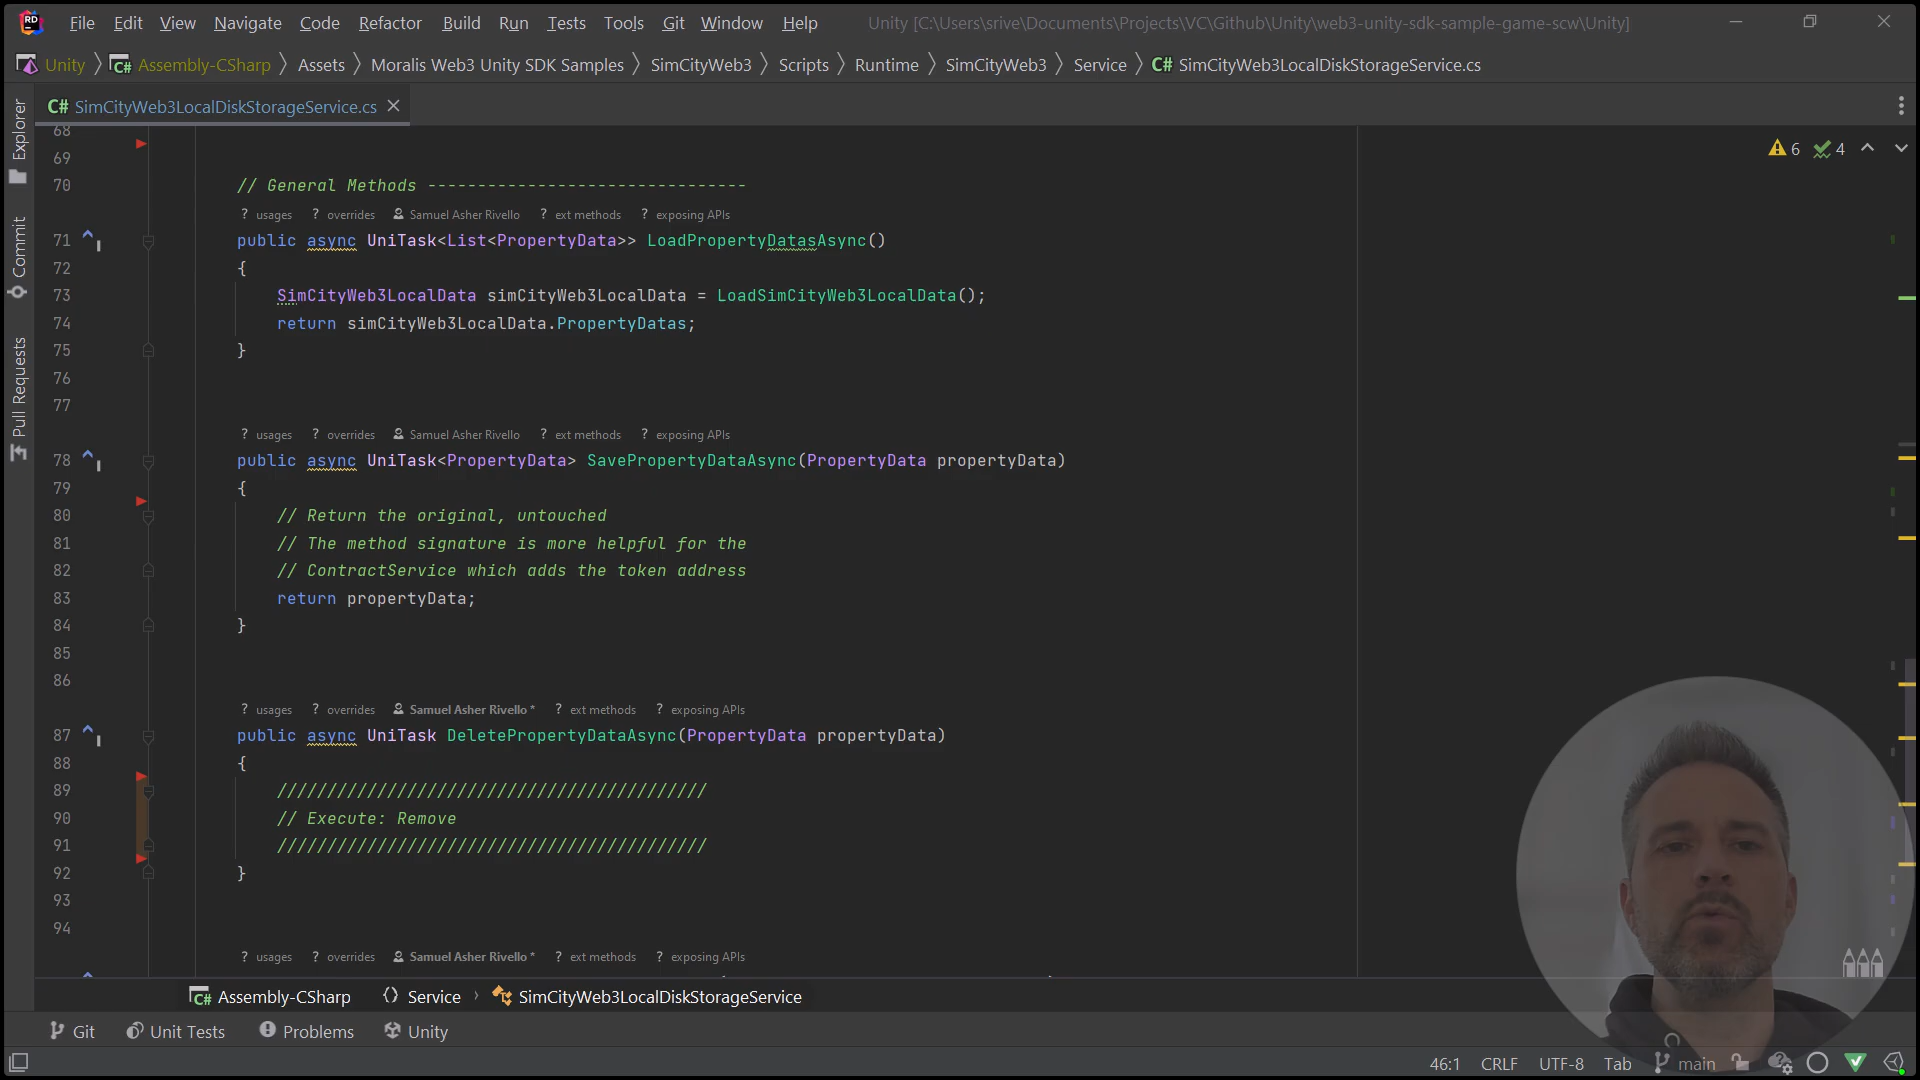 RD File Edit View Navigate Code Refactor Build Run Tests Tools Git Window Help Unity [C:\Users\srive\Documents\Projects\VC\Github\Unity\web3-unity-sdk-sample-game-scw\Unity]
Unity C# Assembly-CSharp Assets Moralis Web3 Unity SDK Samples SimCityWeb3 Scripts Runtime SimCityWeb3 Service C# SimCityWeb3LocalDiskStorageService.cs
C# SimCityWeb3LocalDiskStorageService.cs
Explorer
Commit
Pull Requests
6 4
68
69
70 // General Methods --------------------------------
? usages ? overrides Samuel Asher Rivello ? ext methods ? exposing APIs
71 public async UniTask<List<PropertyData>> LoadPropertyDatasAsync()
72 {
73 SimCityWeb3LocalData simCityWeb3LocalData = LoadSimCityWeb3LocalData();
74 return simCityWeb3LocalData.PropertyDatas;
75 }
76
77
? usages ? overrides Samuel Asher Rivello ? ext methods ? exposing APIs
78 public async UniTask<PropertyData> SavePropertyDataAsync(PropertyData propertyData)
79 {
80 // Return the original, untouched
81 // The method signature is more helpful for the
82 // ContractService which adds the token address
83 return propertyData;
84 }
85
86
? usages ? overrides Samuel Asher Rivello * ? ext methods ? exposing APIs
87 public async UniTask DeletePropertyDataAsync(PropertyData propertyData)
88 {
89 ///////////////////////////////////////////
90 // Execute: Remove
91 ///////////////////////////////////////////
92 }
93
94
? usages ? overrides Samuel Asher Rivello * ? ext methods ? exposing APIs
C# Assembly-CSharp {} Service SimCityWeb3LocalDiskStorageService
Git Unit Tests Problems Unity
46:1 CRLF UTF-8 Tab main